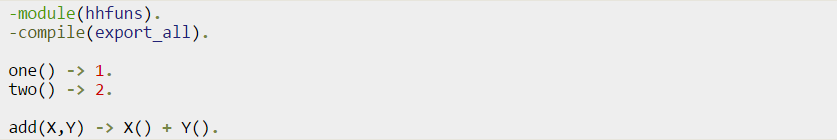 -module(hhfuns).
-compile(export_all).
one() -> 1.
two() -> 2.
add(X,Y) -> X() + Y().